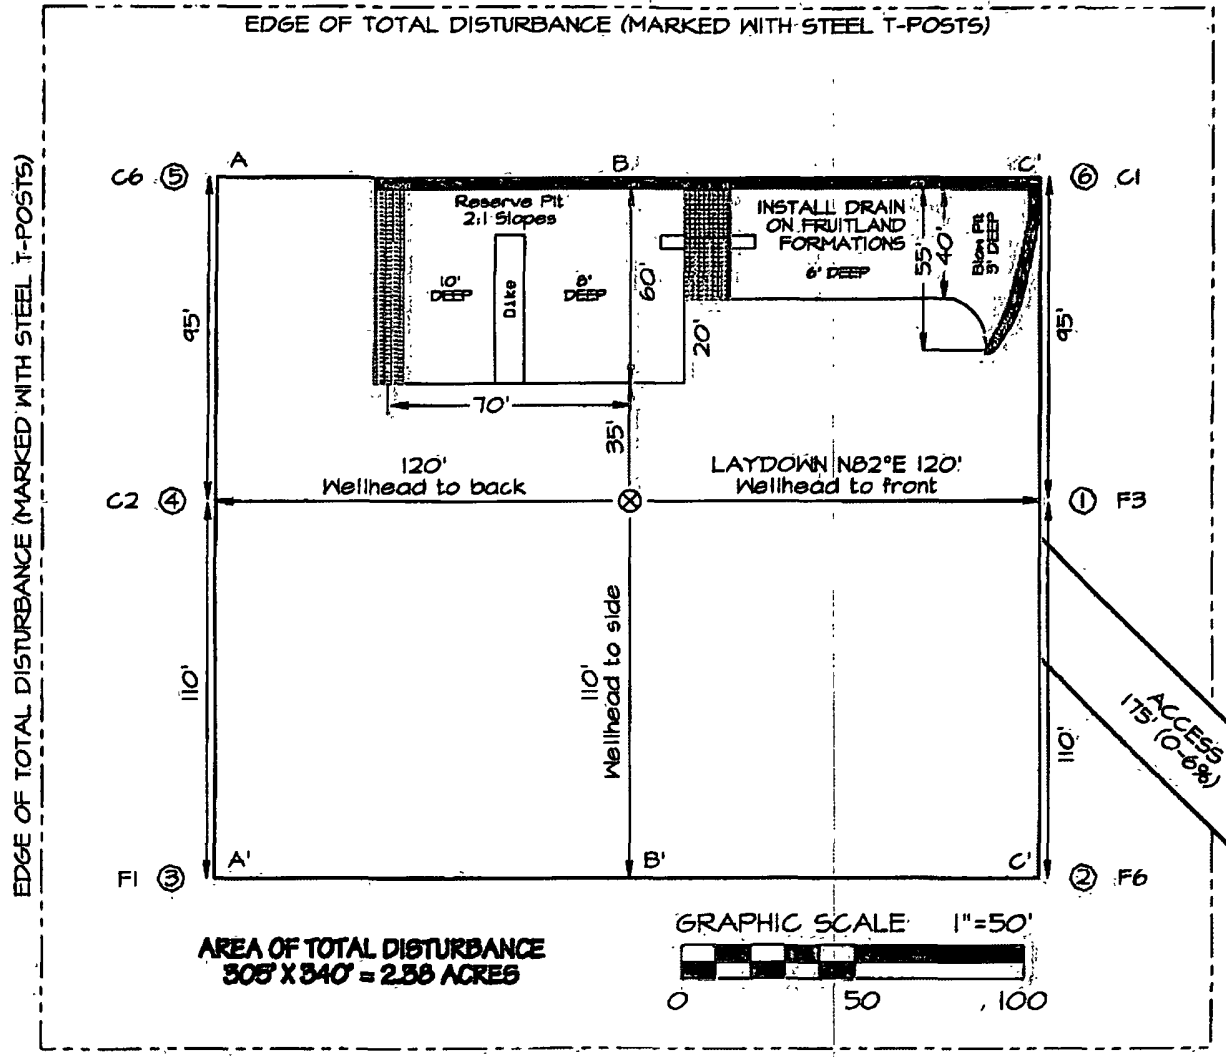 EDGE OF TOTAL DISTURBANCE (MARKED WITH STEEL T-POSTS)
EDGE OF TOTAL DISTURBANCE (MARKED WITH STEEL T-POSTS)
A
B
C
C6 5
6 C1
Reserve Pit
2:1 Slopes
INSTALL DRAIN
ON FRUITLAND
FORMATIONS
6' DEEP
55'
40'
Blow Pit
3' DEEP
10'
DEEP
Dike
8'
DEEP
60'
20'
95'
95'
70'
35'
120'
Wellhead to back
LAYDOWN N82°E 120'
Wellhead to front
C2 4
1 F3
110'
110'
Wellhead to side
110'
ACCESS
175' (0-6%)
A'
B'
C'
F1 3
2 F6
AREA OF TOTAL DISTURBANCE
305' X 340' = 2.38 ACRES
GRAPHIC SCALE 1"=50'
0 50 100